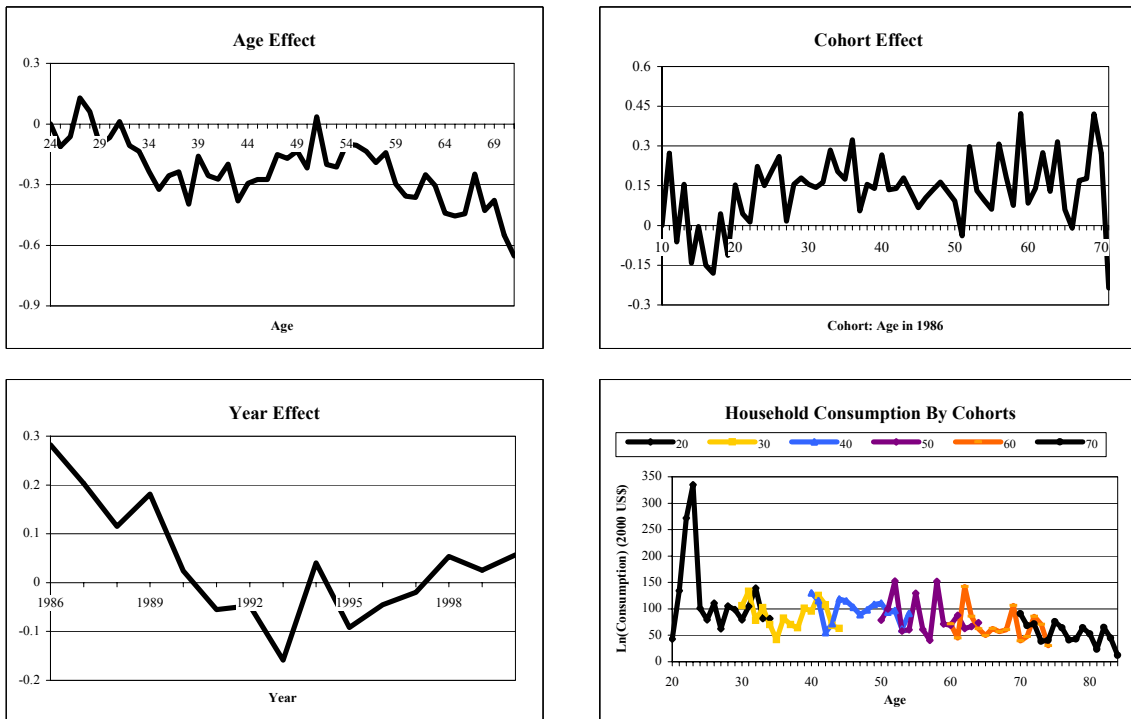 Age Effect
0.3
0
-0.3
-0.6
-0.9
24 29 34 39 44 49 54 59 64 69
Age
Cohort Effect
0.6
0.45
0.3
0.15
0
-0.15
-0.3
10 20 30 40 50 60 70
Cohort: Age in 1986
Year Effect
0.3
0.2
0.1
0
-0.1
-0.2
1986 1989 1992 1995 1998
Year
Household Consumption By Cohorts
20 30 40 50 60 70
Ln(Consumption) (2000 US$)
350
300
250
200
150
100
50
0
20 30 40 50 60 70 80
Age